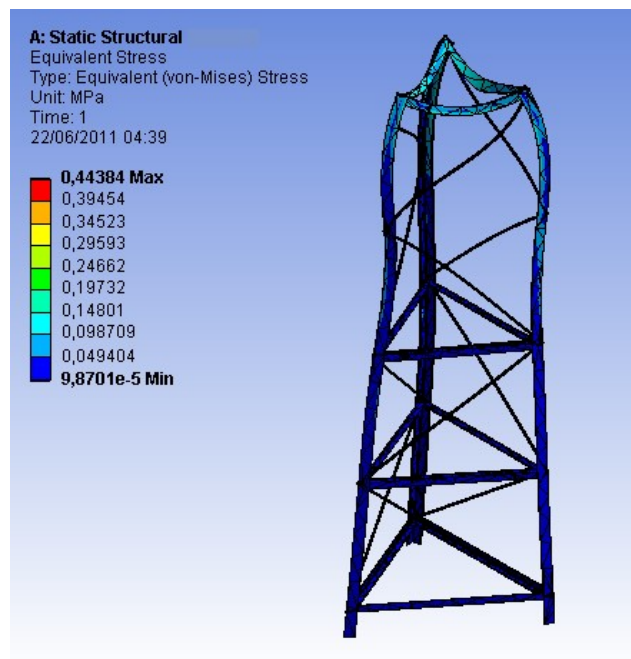 A: Static Structural
Equivalent Stress
Type: Equivalent (von-Mises) Stress
Unit: MPa
Time: 1
22/06/2011 04:39
0,44384 Max
0,39454
0,34523
0,29593
0,24662
0,19732
0,14801
0,098709
0,049404
9,8701e-5 Min